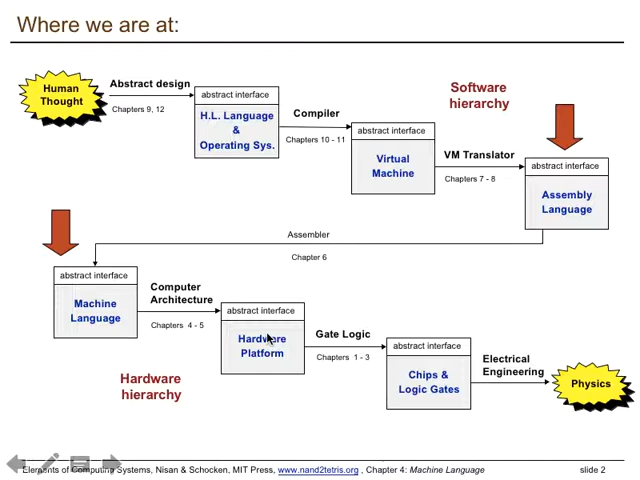 Where we are at:
Human
Thought
Abstract design
Chapters 9, 12
abstract interface
H.L. Language
&
Operating Sys.
Compiler
Chapters 10 - 11
abstract interface
Virtual
Machine
Software
hierarchy
VM Translator
Chapters 7 - 8
abstract interface
Assembly
Language
Assembler
Chapter 6
abstract interface
Machine
Language
Computer
Architecture
Chapters 4 - 5
abstract interface
Hardware
Platform
Gate Logic
Chapters 1 - 3
abstract interface
Chips &
Logic Gates
Electrical
Engineering
Physics
Hardware
hierarchy
Elements of Computing Systems, Nisan & Schocken, MIT Press, www.nand2tetris.org , Chapter 4: Machine Language
slide 2